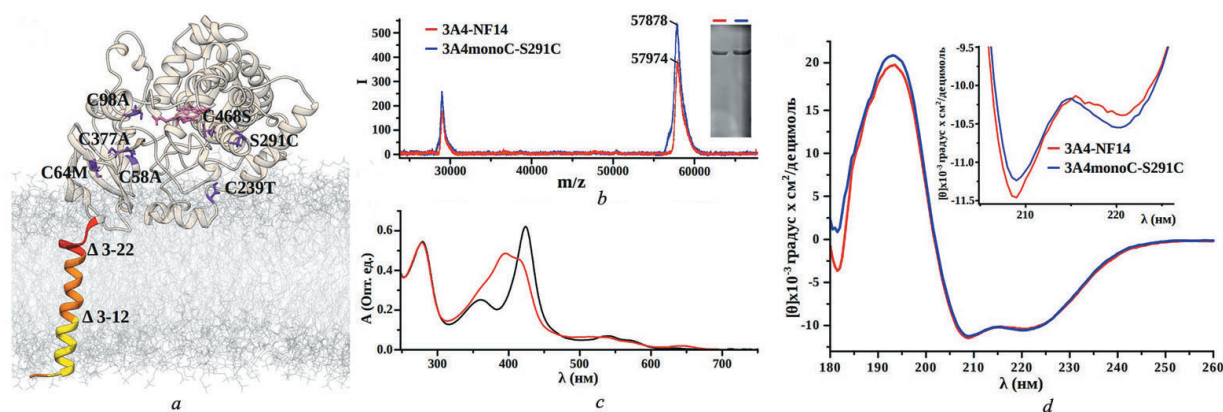 C98A
C468S
C377A
S291C
C64M
C58A
C239T
Δ 3-22
Δ 3-12
a
500
400
300
200
100
0
I
3A4-NF14
3A4monoC-S291C
57878
57974
30000
40000
50000
60000
m/z
b
0.6
0.4
0.2
0.0
A (Опт. ед.)
300
400
500
600
700
λ (нм)
c
20
15
10
5
0
-5
-10
[θ]x10⁻³ градус x см²/децимоль
180
190
200
210
220
230
240
250
260
λ (нм)
-9.5
-10.0
-10.5
-11.0
-11.5
[θ]x10⁻³ градус x см²/децимоль
3A4-NF14
3A4monoC-S291C
210
220
λ (нм)
d